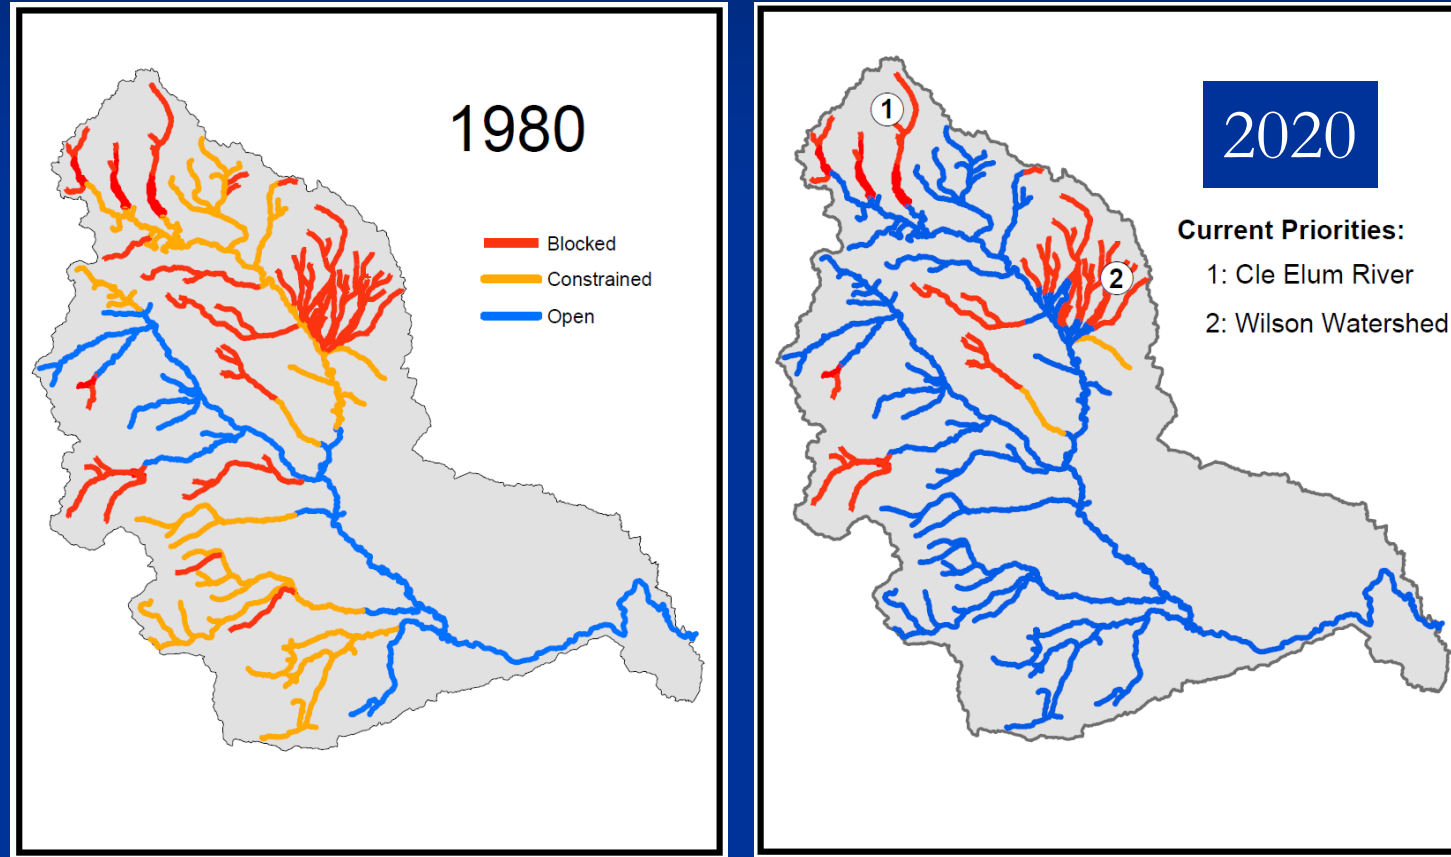 1980
Blocked
Constrained
Open
2020
Current Priorities:
1: Cle Elum River
2: Wilson Watershed
1
2